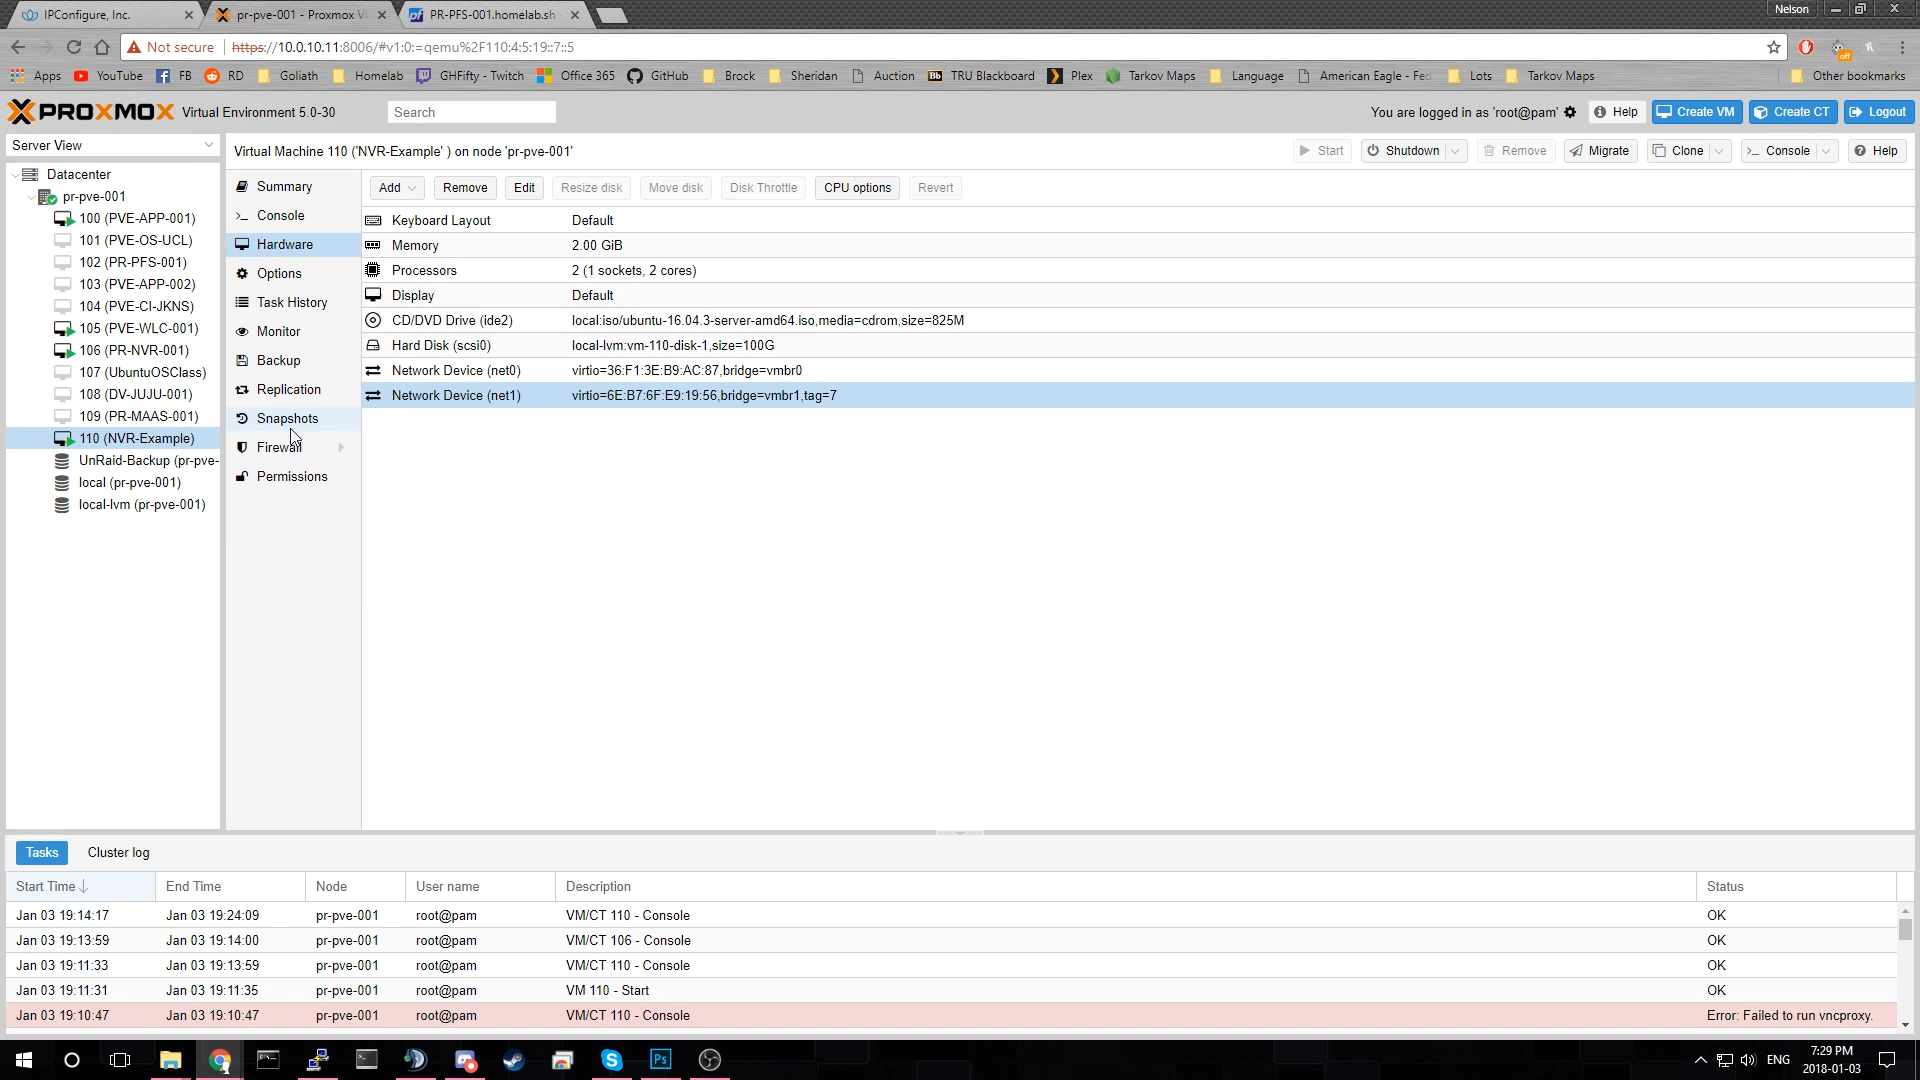 IPConfigure, Inc.
pr-pve-001 - Proxmox Vi
PR-PFS-001.homelab.sh
Nelson
Not secure
https://10.0.10.11:8006/#v1:0:=qemu%2F110:4:5:19::7::5
Apps
YouTube
FB
RD
Goliath
Homelab
GHFifty - Twitch
Office 365
GitHub
Brock
Sheridan
Auction
TRU Blackboard
Plex
Tarkov Maps
Language
American Eagle - Fed
Lots
Tarkov Maps
Other bookmarks
PROXMOX
Virtual Environment 5.0-30
Search
You are logged in as 'root@pam'
Help
Create VM
Create CT
Logout
Server View
Virtual Machine 110 ('NVR-Example' ) on node 'pr-pve-001'
Start
Shutdown
Remove
Migrate
Clone
Console
Help
Datacenter
pr-pve-001
100 (PVE-APP-001)
101 (PVE-OS-UCL)
102 (PR-PFS-001)
103 (PVE-APP-002)
104 (PVE-CI-JKNS)
105 (PVE-WLC-001)
106 (PR-NVR-001)
107 (UbuntuOSClass)
108 (DV-JUJU-001)
109 (PR-MAAS-001)
110 (NVR-Example)
UnRaid-Backup (pr-pve-
local (pr-pve-001)
local-lvm (pr-pve-001)
Summary
Console
Hardware
Options
Task History
Monitor
Backup
Replication
Snapshots
Firewall
Permissions
Add
Remove
Edit
Resize disk
Move disk
Disk Throttle
CPU options
Revert
Keyboard Layout Default
Memory 2.00 GiB
Processors 2 (1 sockets, 2 cores)
Display Default
CD/DVD Drive (ide2) local:iso/ubuntu-16.04.3-server-amd64.iso,media=cdrom,size=825M
Hard Disk (scsi0) local-lvm:vm-110-disk-1,size=100G
Network Device (net0) virtio=36:F1:3E:B9:AC:87,bridge=vmbr0
Network Device (net1) virtio=6E:B7:6F:E9:19:56,bridge=vmbr1,tag=7
Tasks
Cluster log
Start Time End Time Node User name Description Status
Jan 03 19:14:17 Jan 03 19:24:09 pr-pve-001 root@pam VM/CT 110 - Console OK
Jan 03 19:13:59 Jan 03 19:14:00 pr-pve-001 root@pam VM/CT 106 - Console OK
Jan 03 19:11:33 Jan 03 19:13:59 pr-pve-001 root@pam VM/CT 110 - Console OK
Jan 03 19:11:31 Jan 03 19:11:35 pr-pve-001 root@pam VM 110 - Start OK
Jan 03 19:10:47 Jan 03 19:10:47 pr-pve-001 root@pam VM/CT 110 - Console Error: Failed to run vncproxy.
Ps
ENG
7:29 PM
2018-01-03